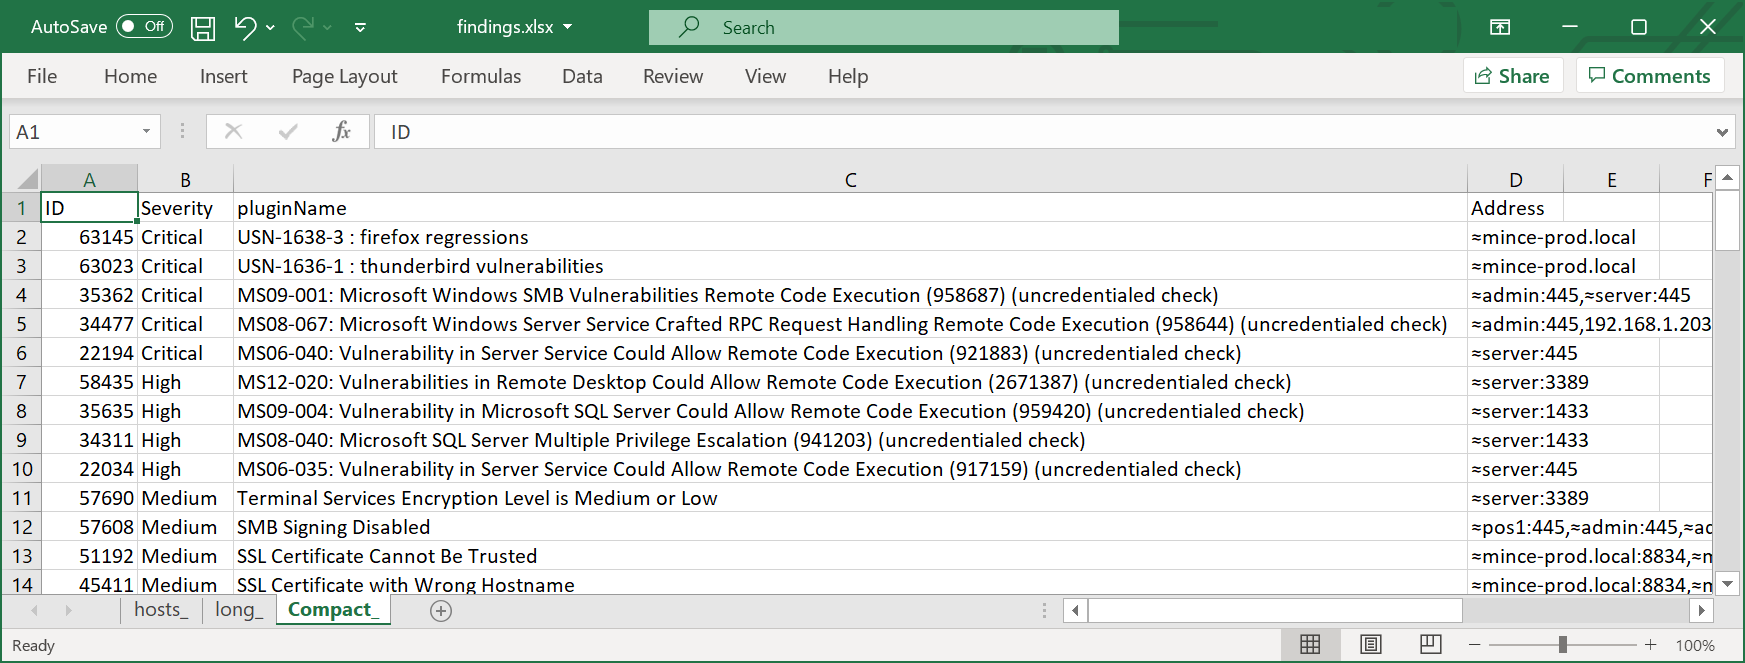 AutoSave Off findings.xlsx Search
File Home Insert Page Layout Formulas Data Review View Help Share Comments
A1 fx ID
A B C D E F
1 ID Severity pluginName Address
2 63145 Critical USN-1638-3 : firefox regressions ≈mince-prod.local
3 63023 Critical USN-1636-1 : thunderbird vulnerabilities ≈mince-prod.local
4 35362 Critical MS09-001: Microsoft Windows SMB Vulnerabilities Remote Code Execution (958687) (uncredentialed check) ≈admin:445,≈server:445
5 34477 Critical MS08-067: Microsoft Windows Server Service Crafted RPC Request Handling Remote Code Execution (958644) (uncredentialed check) ≈admin:445,192.168.1.203
6 22194 Critical MS06-040: Vulnerability in Server Service Could Allow Remote Code Execution (921883) (uncredentialed check) ≈server:445
7 58435 High MS12-020: Vulnerabilities in Remote Desktop Could Allow Remote Code Execution (2671387) (uncredentialed check) ≈server:3389
8 35635 High MS09-004: Vulnerability in Microsoft SQL Server Could Allow Remote Code Execution (959420) (uncredentialed check) ≈server:1433
9 34311 High MS08-040: Microsoft SQL Server Multiple Privilege Escalation (941203) (uncredentialed check) ≈server:1433
10 22034 High MS06-035: Vulnerability in Server Service Could Allow Remote Code Execution (917159) (uncredentialed check) ≈server:445
11 57690 Medium Terminal Services Encryption Level is Medium or Low ≈server:3389
12 57608 Medium SMB Signing Disabled ≈pos1:445,≈admin:445,≈ad
13 51192 Medium SSL Certificate Cannot Be Trusted ≈mince-prod.local:8834,≈m
14 45411 Medium SSL Certificate with Wrong Hostname ≈mince-prod.local:8834,≈m
hosts_ long_ Compact_
Ready 100%